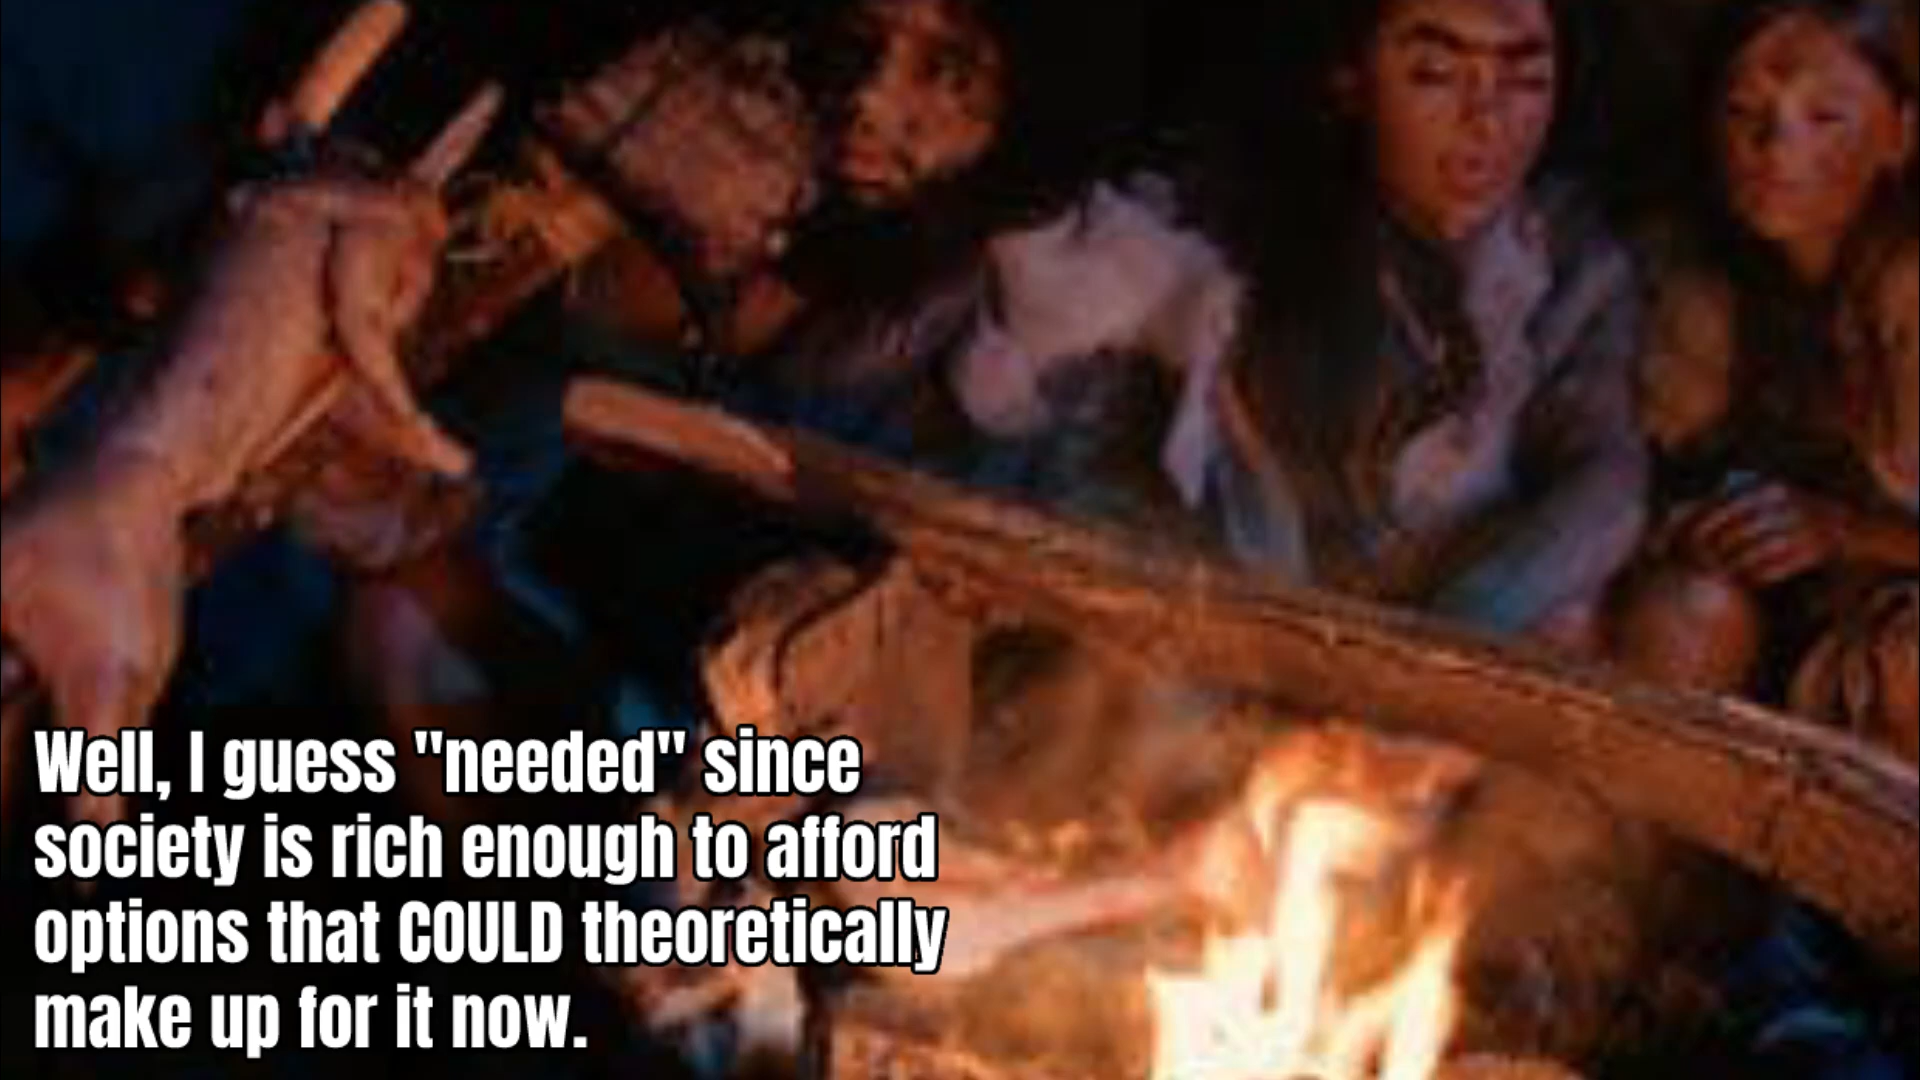 Well, I guess "needed" since
society is rich enough to afford
options that COULD theoretically
make up for it now.